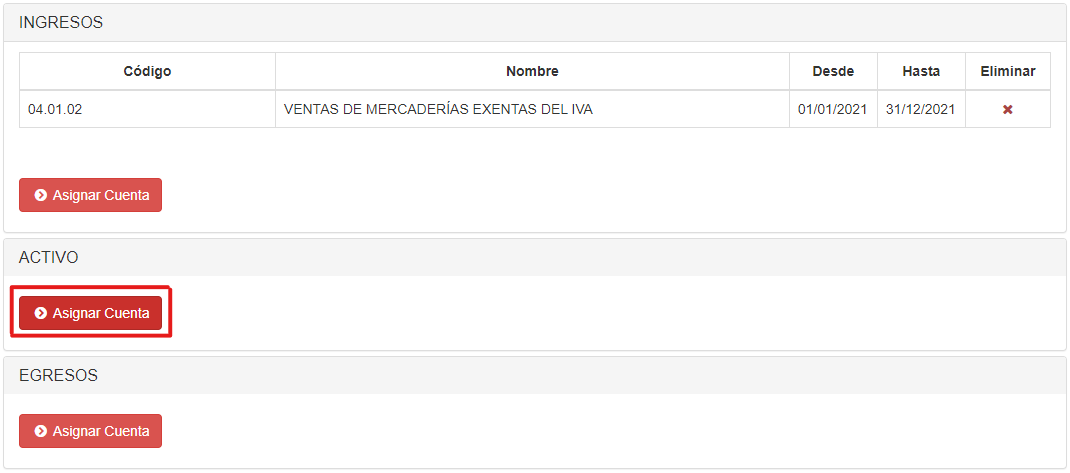 INGRESOS
Código Nombre Desde Hasta Eliminar
04.01.02 VENTAS DE MERCADERÍAS EXENTAS DEL IVA 01/01/2021 31/12/2021
Asignar Cuenta
ACTIVO
Asignar Cuenta
EGRESOS
Asignar Cuenta